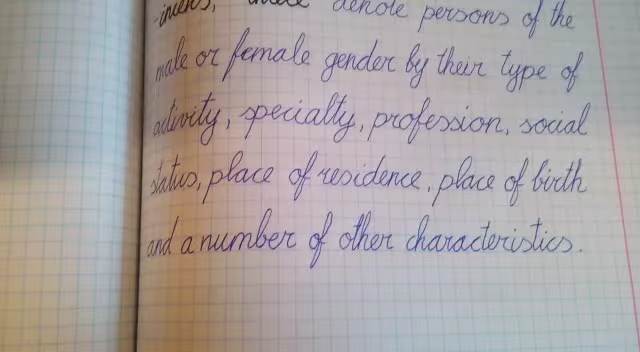 denote persons of the
male or female gender by their type of
activity, specialty, profession, social
status, place of residence, place of birth
and a number of other characteristics.